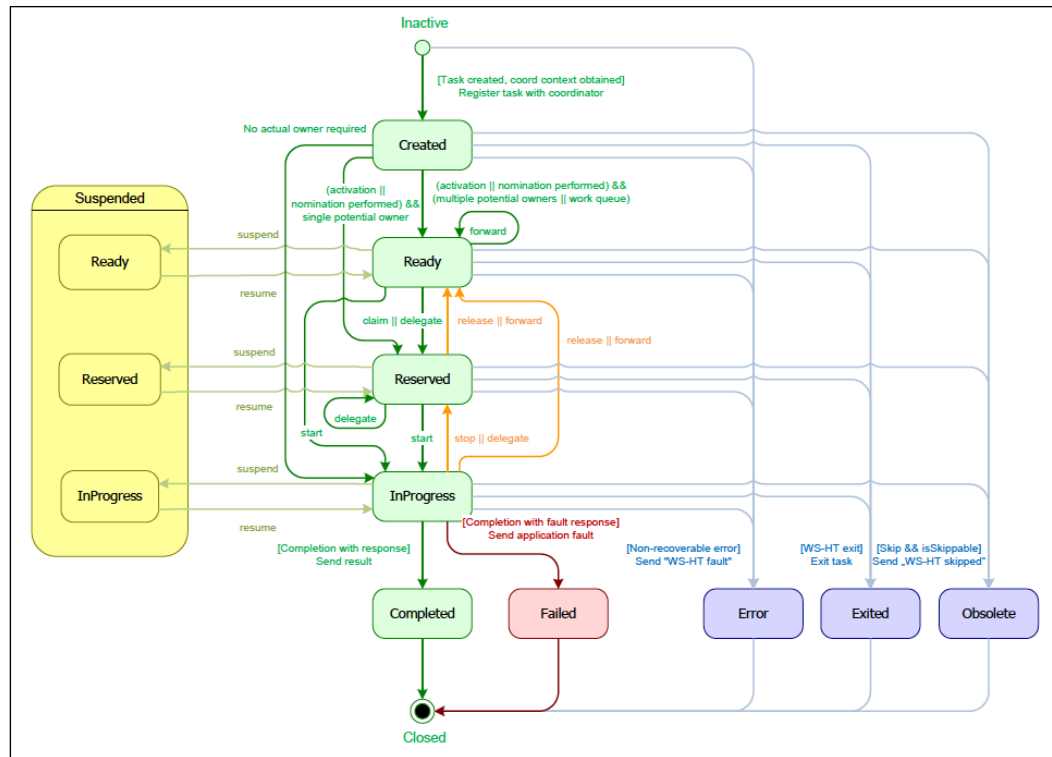 Inactive
[Task created, coord context obtained]
Register task with coordinator
No actual owner required
Created
(activation ||
nomination performed) &&
single potential owner
(activation || nomination performed) &&
(multiple potential owners || work queue)
Suspended
forward
suspend
Ready
Ready
resume
claim || delegate
release || forward
release || forward
suspend
Reserved
Reserved
resume
delegate
start
start
stop || delegate
suspend
InProgress
InProgress
resume
[Completion with fault response]
Send application fault
[Completion with response]
Send result
[Non-recoverable error]
Send "WS-HT fault"
[WS-HT exit]
Exit task
[Skip && isSkippable]
Send „WS-HT skipped"
Completed
Failed
Error
Exited
Obsolete
Closed